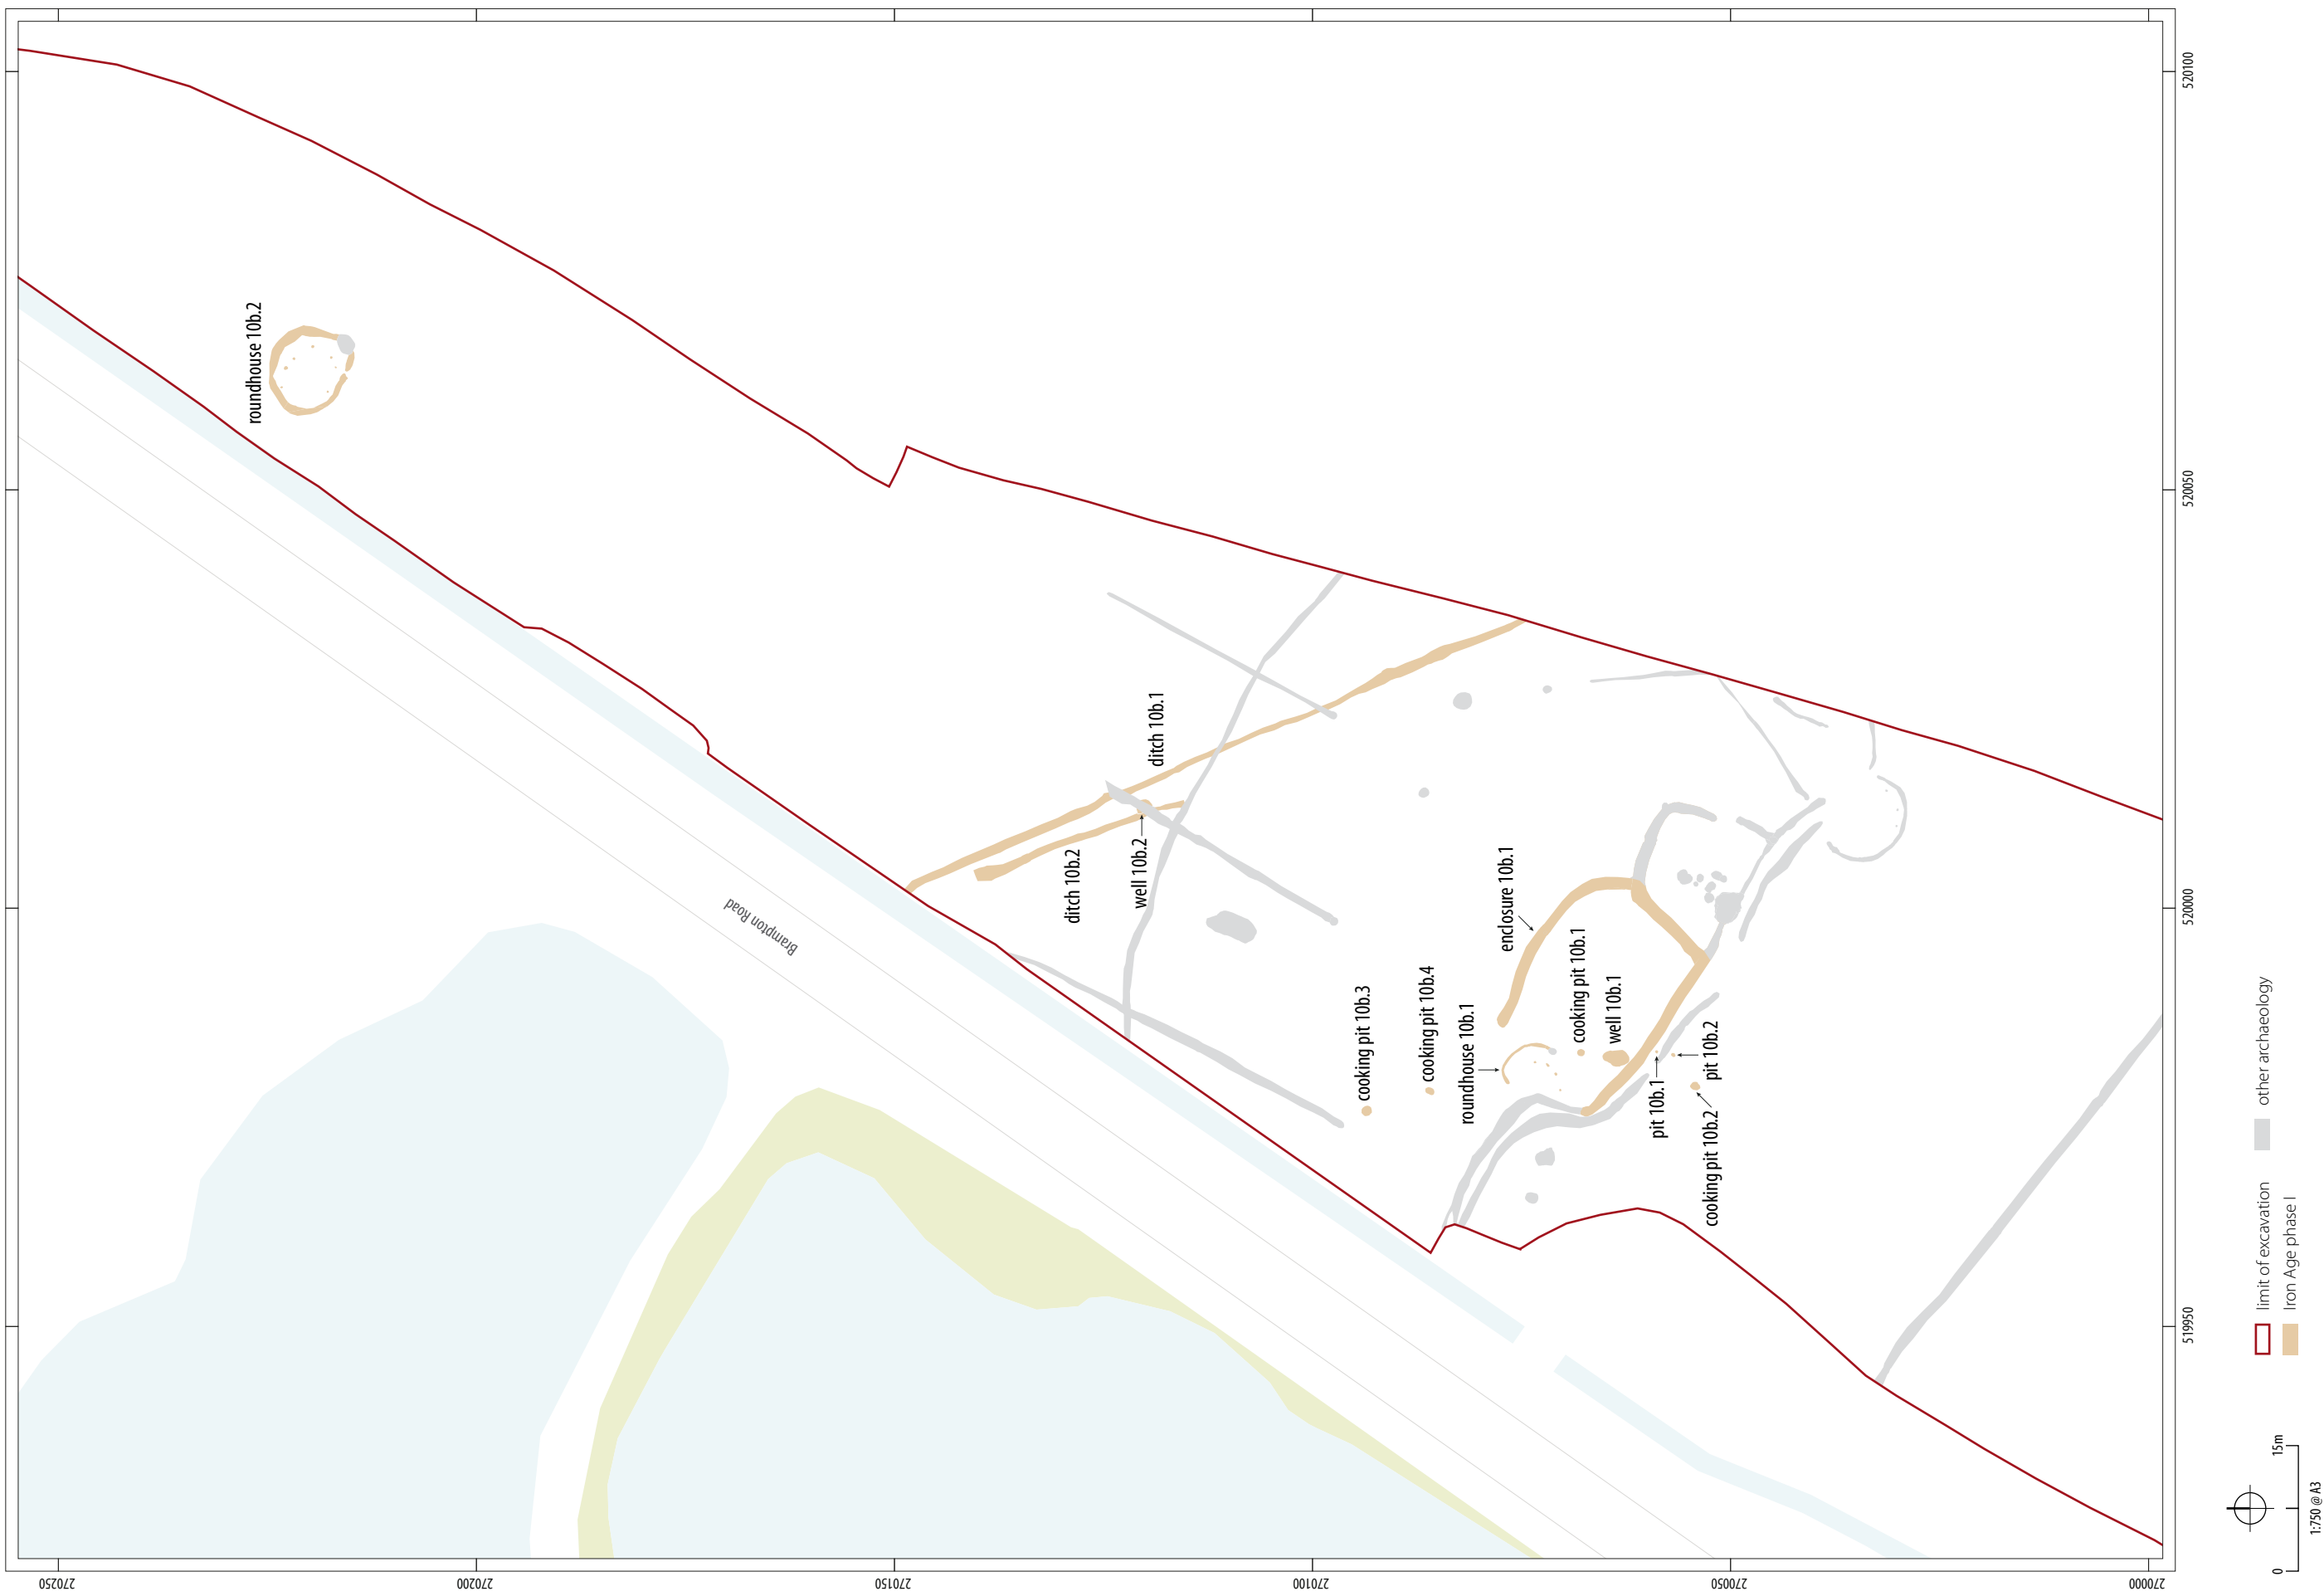 roundhouse 10b.2
Brampton Road
ditch 10b.1
ditch 10b.2
well 10b.2
enclosure 10b.1
cooking pit 10b.3
cooking pit 10b.4
roundhouse 10b.1
cooking pit 10b.1
well 10b.1
pit 10b.1
pit 10b.2
cooking pit 10b.2
520100
520050
520000
519950
270250
270200
270150
270100
270050
270000
limit of excavation
Iron Age phase I
other archaeology
0
15m
1:750 @ A3